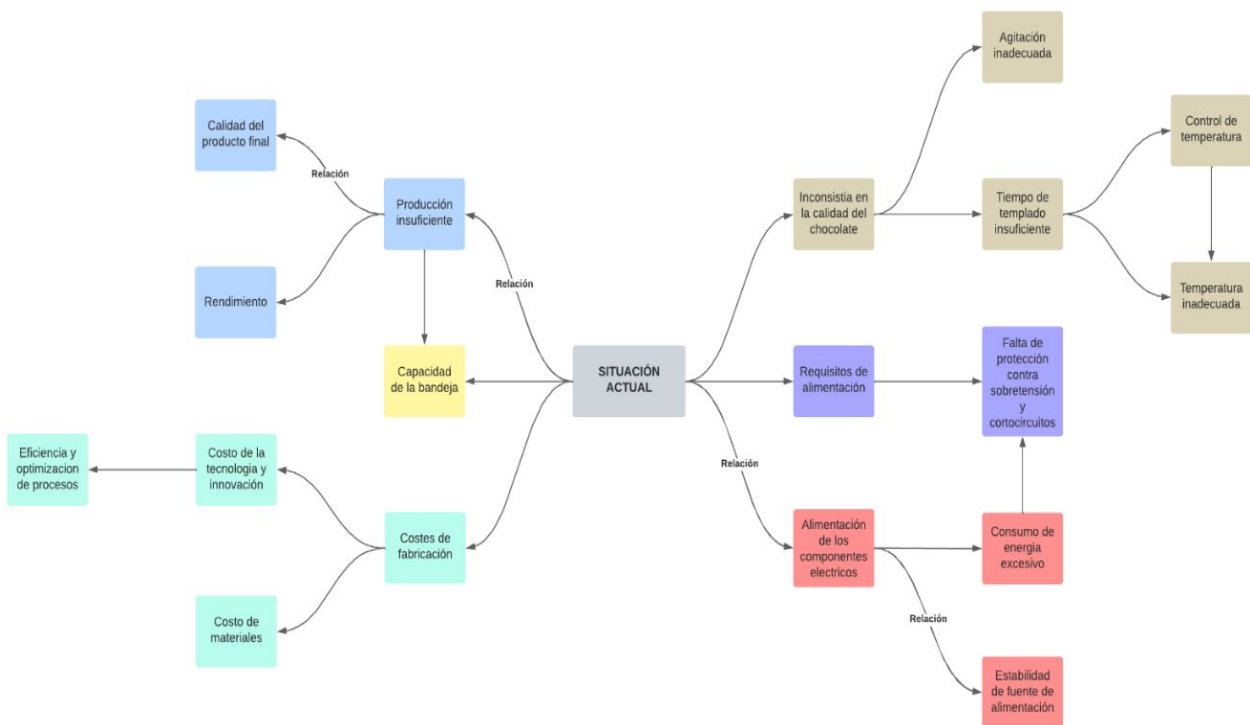 Agitación
inadecuada
Calidad del
producto final
Control de
temperatura
Relación
Producción
insuficiente
Inconsistia en
la calidad del
chocolate
Tiempo de
templado
insuficiente
Relación
Rendimiento
Temperatura
inadecuada
Capacidad
de la bandeja
SITUACIÓN
ACTUAL
Requisitos de
alimentación
Falta de
protección
contra
sobretensión
y
cortocircuitos
Eficiencia y
optimizacion
de procesos
Costo de la
tecnologia y
innovación
Relación
Costes de
fabricación
Alimentación
de los
componentes
electricos
Consumo de
energia
excesivo
Costo de
materiales
Relación
Estabilidad
de fuente de
alimentación